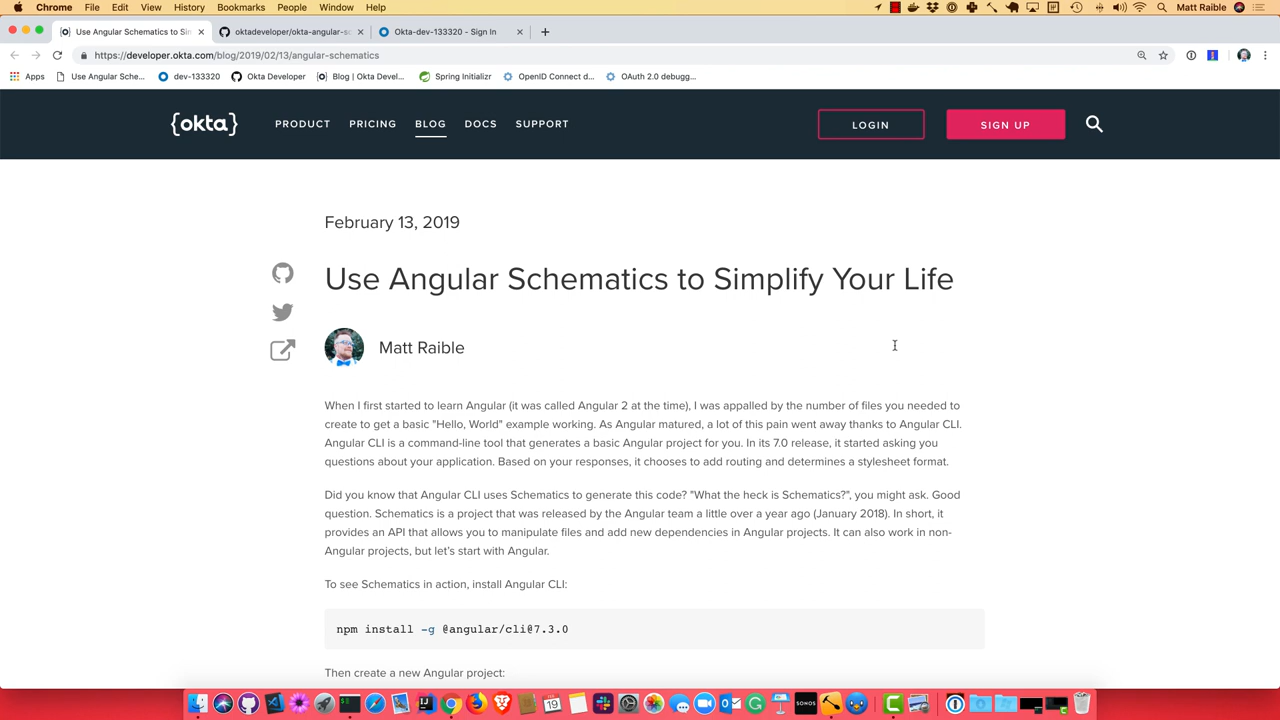 Chrome File Edit View History Bookmarks People Window Help Matt Raible
Use Angular Schematics to Sim
oktadeveloper/okta-angular-sc
Okta-dev-133320 - Sign In
https://developer.okta.com/blog/2019/02/13/angular-schematics
Apps Use Angular Sche... dev-133320 Okta Developer Blog | Okta Devel... Spring Initializr OpenID Connect d... OAuth 2.0 debugg...
{okta} PRODUCT PRICING BLOG DOCS SUPPORT LOGIN SIGN UP
February 13, 2019
Use Angular Schematics to Simplify Your Life
Matt Raible
When I first started to learn Angular (it was called Angular 2 at the time), I was appalled by the number of files you needed to
create to get a basic "Hello, World" example working. As Angular matured, a lot of this pain went away thanks to Angular CLI.
Angular CLI is a command-line tool that generates a basic Angular project for you. In its 7.0 release, it started asking you
questions about your application. Based on your responses, it chooses to add routing and determines a stylesheet format.
Did you know that Angular CLI uses Schematics to generate this code? "What the heck is Schematics?", you might ask. Good
question. Schematics is a project that was released by the Angular team a little over a year ago (January 2018). In short, it
provides an API that allows you to manipulate files and add new dependencies in Angular projects. It can also work in non-
Angular projects, but let's start with Angular.
To see Schematics in action, install Angular CLI:
npm install -g @angular/cli@7.3.0
Then create a new Angular project:
19
SONOS